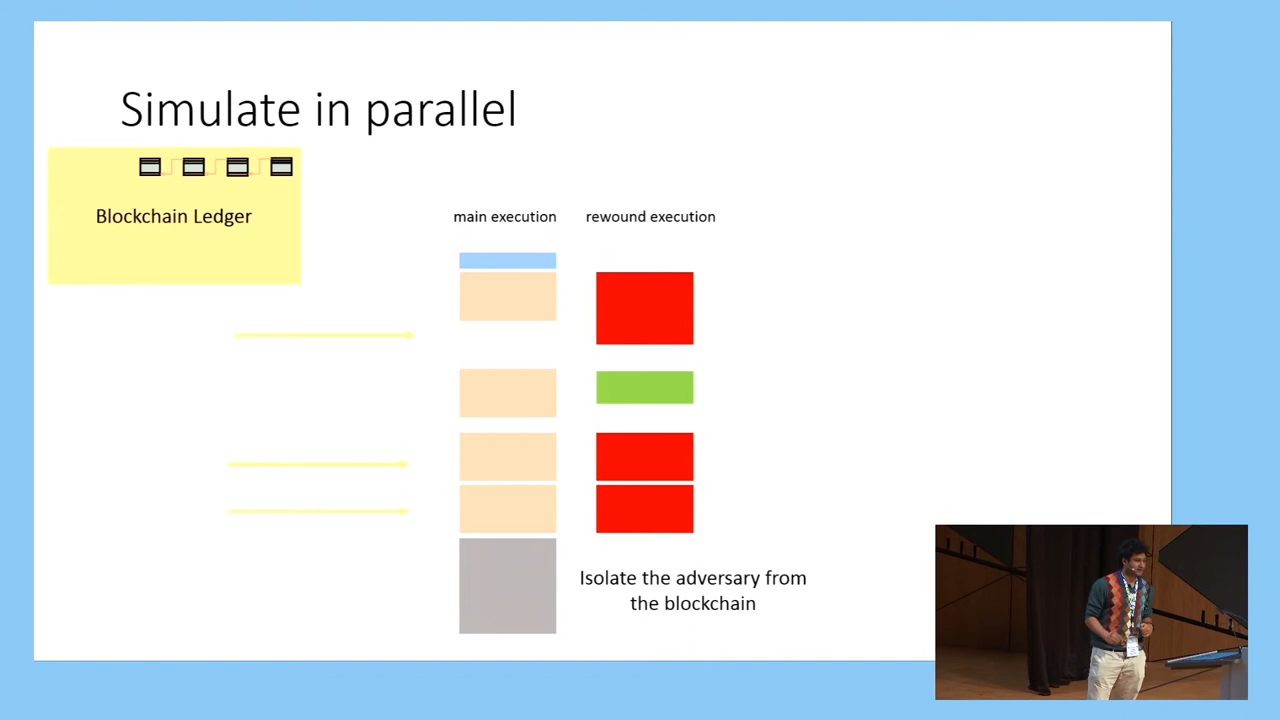 Simulate in parallel
Blockchain Ledger
main execution
rewound execution
Isolate the adversary from
the blockchain